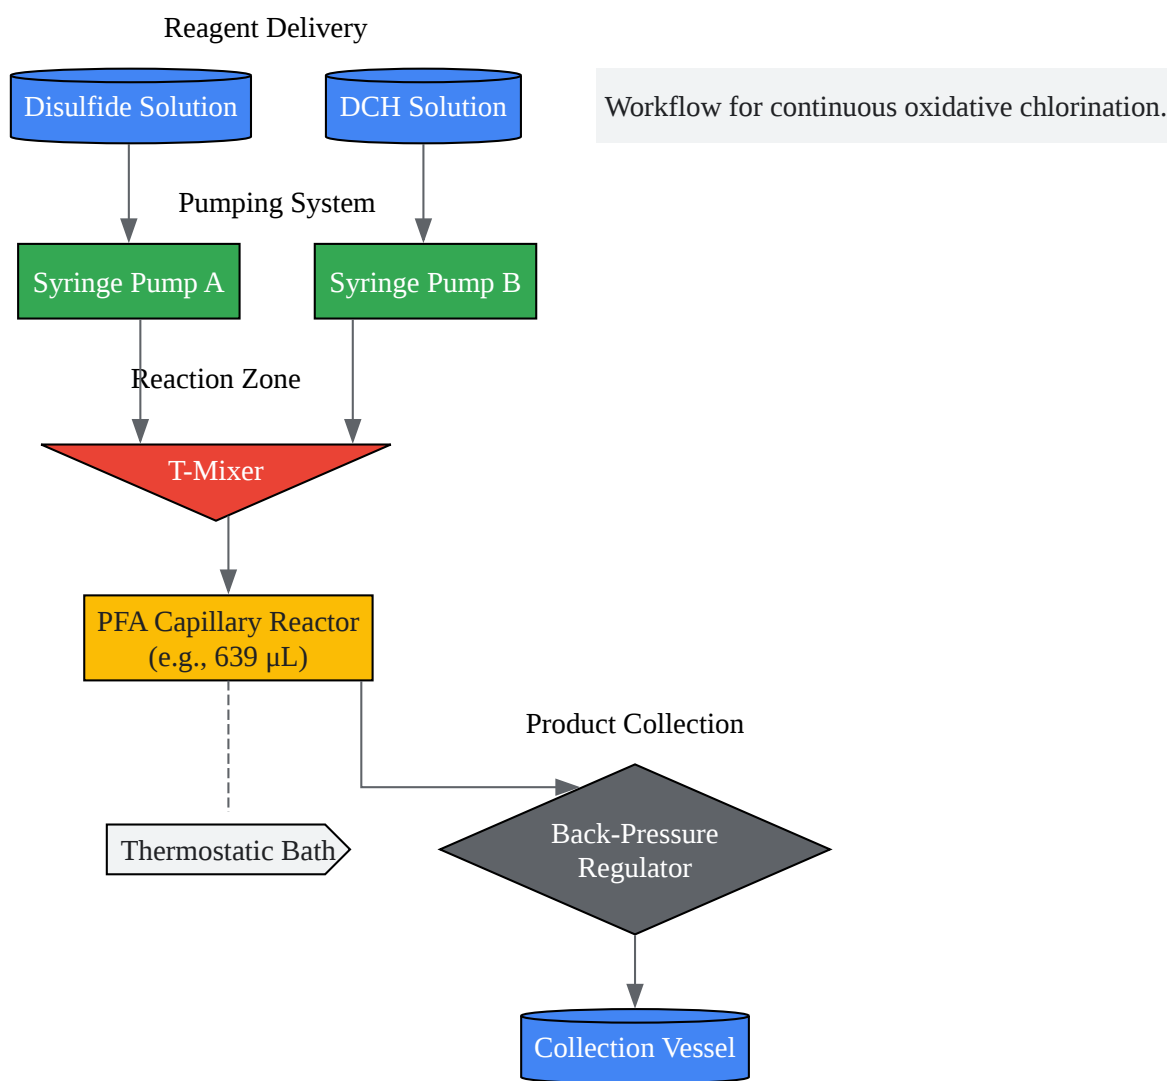 Reagent Delivery
Disulfide Solution
DCH Solution
Workflow for continuous oxidative chlorination.
Pumping System
Syringe Pump A
Syringe Pump B
Reaction Zone
T-Mixer
PFA Capillary Reactor
(e.g., 639 μL)
Product Collection
Back-Pressure
Regulator
Thermostatic Bath
Collection Vessel